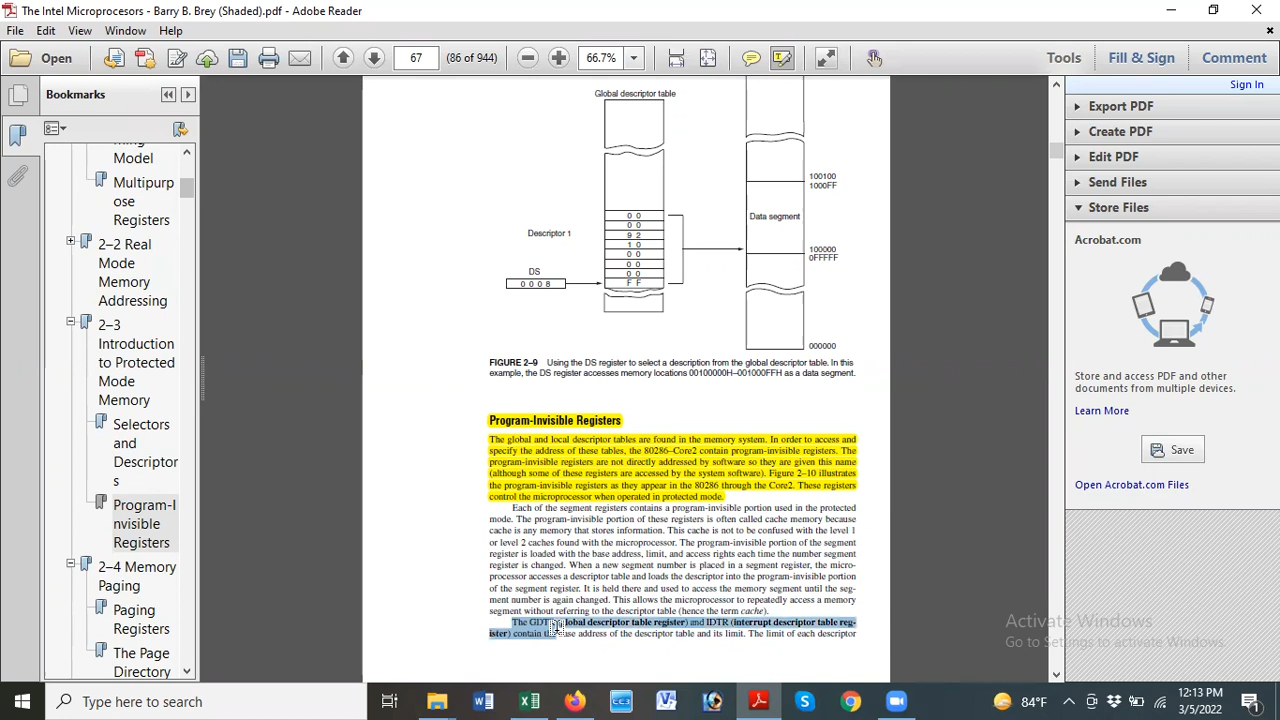 The Intel Microprocesors - Barry B. Brey (Shaded).pdf - Adobe Reader
File Edit View Window Help
Open 67 (86 of 944) 66.7% Tools Fill & Sign Comment
Bookmarks
Model
Multipurp
ose
Registers
2–2 Real
Mode
Memory
Addressing
2–3
Introduction
to Protected
Mode
Memory
Selectors
and
Descriptor
Program-I
nvisible
Registers
2–4 Memory
Paging
Paging
Registers
The Page
Directory
Global descriptor table
100100
1000FF
0 0
0 0
9 2
1 0
0 0
0 0
0 0
F F
Descriptor 1
Data segment
100000
0FFFFF
DS
0 0 0 8
000000
FIGURE 2–9 Using the DS register to select a description from the global descriptor table. In this
example, the DS register accesses memory locations 00100000H–001000FFH as a data segment.
Program-Invisible Registers
The global and local descriptor tables are found in the memory system. In order to access and
specify the address of these tables, the 80286–Core2 contain program-invisible registers. The
program-invisible registers are not directly addressed by software so they are given this name
(although some of these registers are accessed by the system software). Figure 2–10 illustrates
the program-invisible registers as they appear in the 80286 through the Core2. These registers
control the microprocessor when operated in protected mode.
Each of the segment registers contains a program-invisible portion used in the protected
mode. The program-invisible portion of these registers is often called cache memory because
cache is any memory that stores information. This cache is not to be confused with the level 1
or level 2 caches found with the microprocessor. The program-invisible portion of the segment
register is loaded with the base address, limit, and access rights each time the number segment
register is changed. When a new segment number is placed in a segment register, the micro-
processor accesses a descriptor table and loads the descriptor into the program-invisible portion
of the segment register. It is held there and used to access the memory segment until the seg-
ment number is again changed. This allows the microprocessor to repeatedly access a memory
segment without referring to the descriptor table (hence the term cache).
The GDTR (global descriptor table register) and IDTR (interrupt descriptor table reg-
ister) contain the base address of the descriptor table and its limit. The limit of each descriptor
Sign In
Export PDF
Create PDF
Edit PDF
Send Files
Store Files
Acrobat.com
Store and access PDF and other
documents from multiple devices.
Learn More
Save
Open Acrobat.com Files
Activate Windows
Go to Settings to activate Windows.
Type here to search
CC3
84°F
12:13 PM
3/5/2022
1